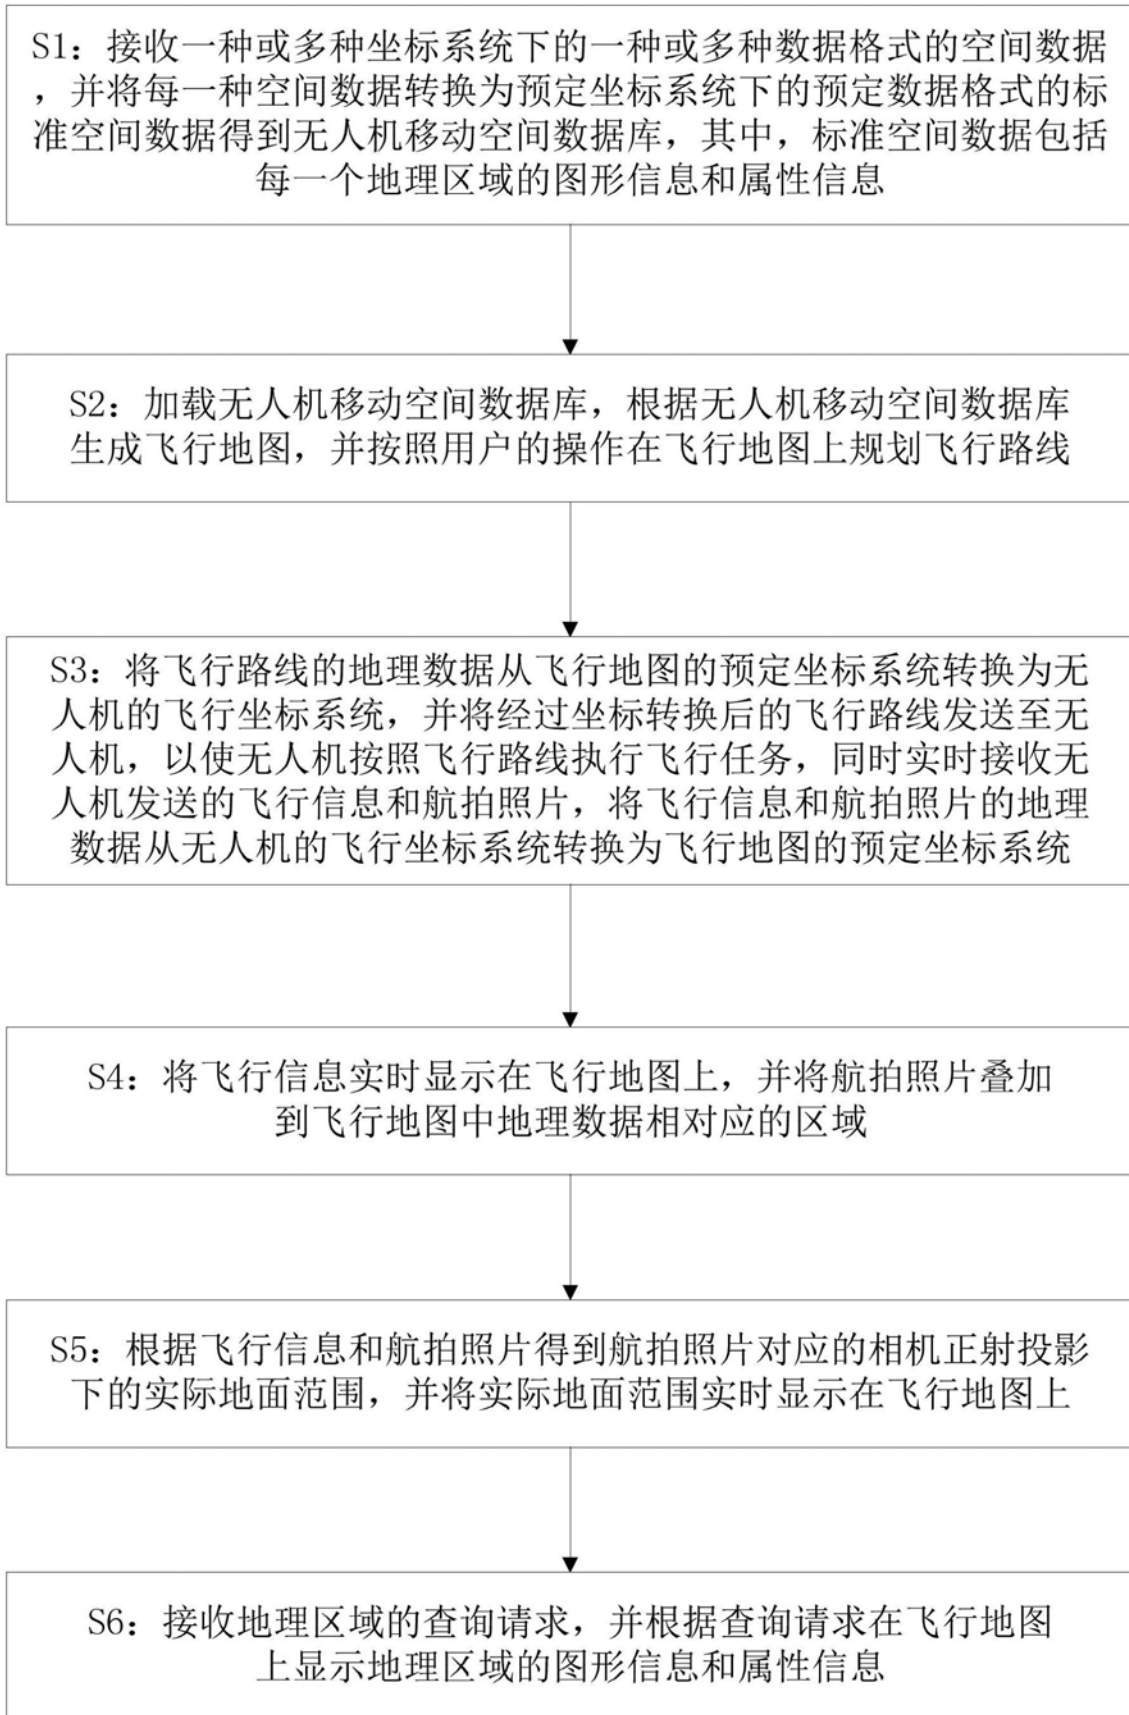 S1：接收一种或多种坐标系统下的一种或多种数据格式的空间数据
，并将每一种空间数据转换为预定坐标系统下的预定数据格式的标
准空间数据得到无人机移动空间数据库，其中，标准空间数据包括
每一个地理区域的图形信息和属性信息
S2：加载无人机移动空间数据库，根据无人机移动空间数据库
生成飞行地图，并按照用户的操作在飞行地图上规划飞行路线
S3：将飞行路线的地理数据从飞行地图的预定坐标系统转换为无
人机的飞行坐标系统，并将经过坐标转换后的飞行路线发送至无
人机，以使无人机按照飞行路线执行飞行任务，同时实时接收无
人机发送的飞行信息和航拍照片，将飞行信息和航拍照片的地理
数据从无人机的飞行坐标系统转换为飞行地图的预定坐标系统
S4：将飞行信息实时显示在飞行地图上，并将航拍照片叠加
到飞行地图中地理数据相对应的区域
S5：根据飞行信息和航拍照片得到航拍照片对应的相机正射投影
下的实际地面范围，并将实际地面范围实时显示在飞行地图上
S6：接收地理区域的查询请求，并根据查询请求在飞行地图
上显示地理区域的图形信息和属性信息